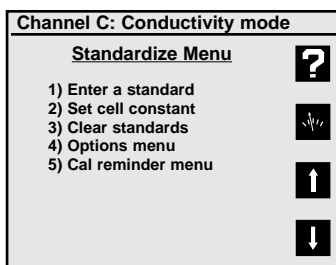 Channel C: Conductivity mode
Standardize Menu
1) Enter a standard
2) Set cell constant
3) Clear standards
4) Options menu
5) Cal reminder menu
?